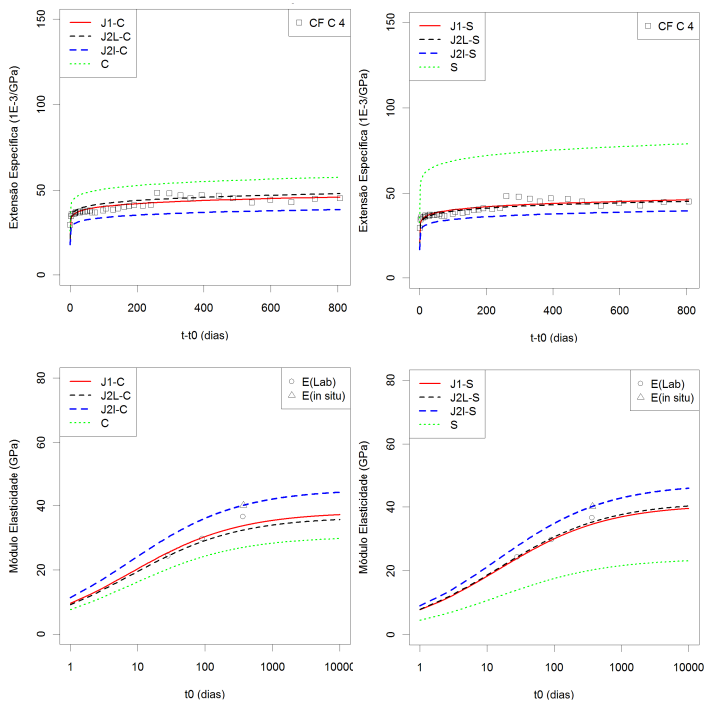 J1-C
J2L-C
J2I-C
C
CF C 4
Extensão Específica (1E-3/GPa)
150
100
50
0
0
200
400
600
800
t-t0 (dias)
J1-S
J2L-S
J2I-S
S
CF C 4
Extensão Específica (1E-3/GPa)
150
100
50
0
0
200
400
600
800
t-t0 (dias)
J1-C
J2L-C
J2I-C
C
E(Lab)
E(in situ)
Módulo Elasticidade (GPa)
80
60
40
20
0
1
10
100
1000
10000
t0 (dias)
J1-S
J2L-S
J2I-S
S
E(Lab)
E(in situ)
Módulo Elasticidade (GPa)
80
60
40
20
0
1
10
100
1000
10000
t0 (dias)